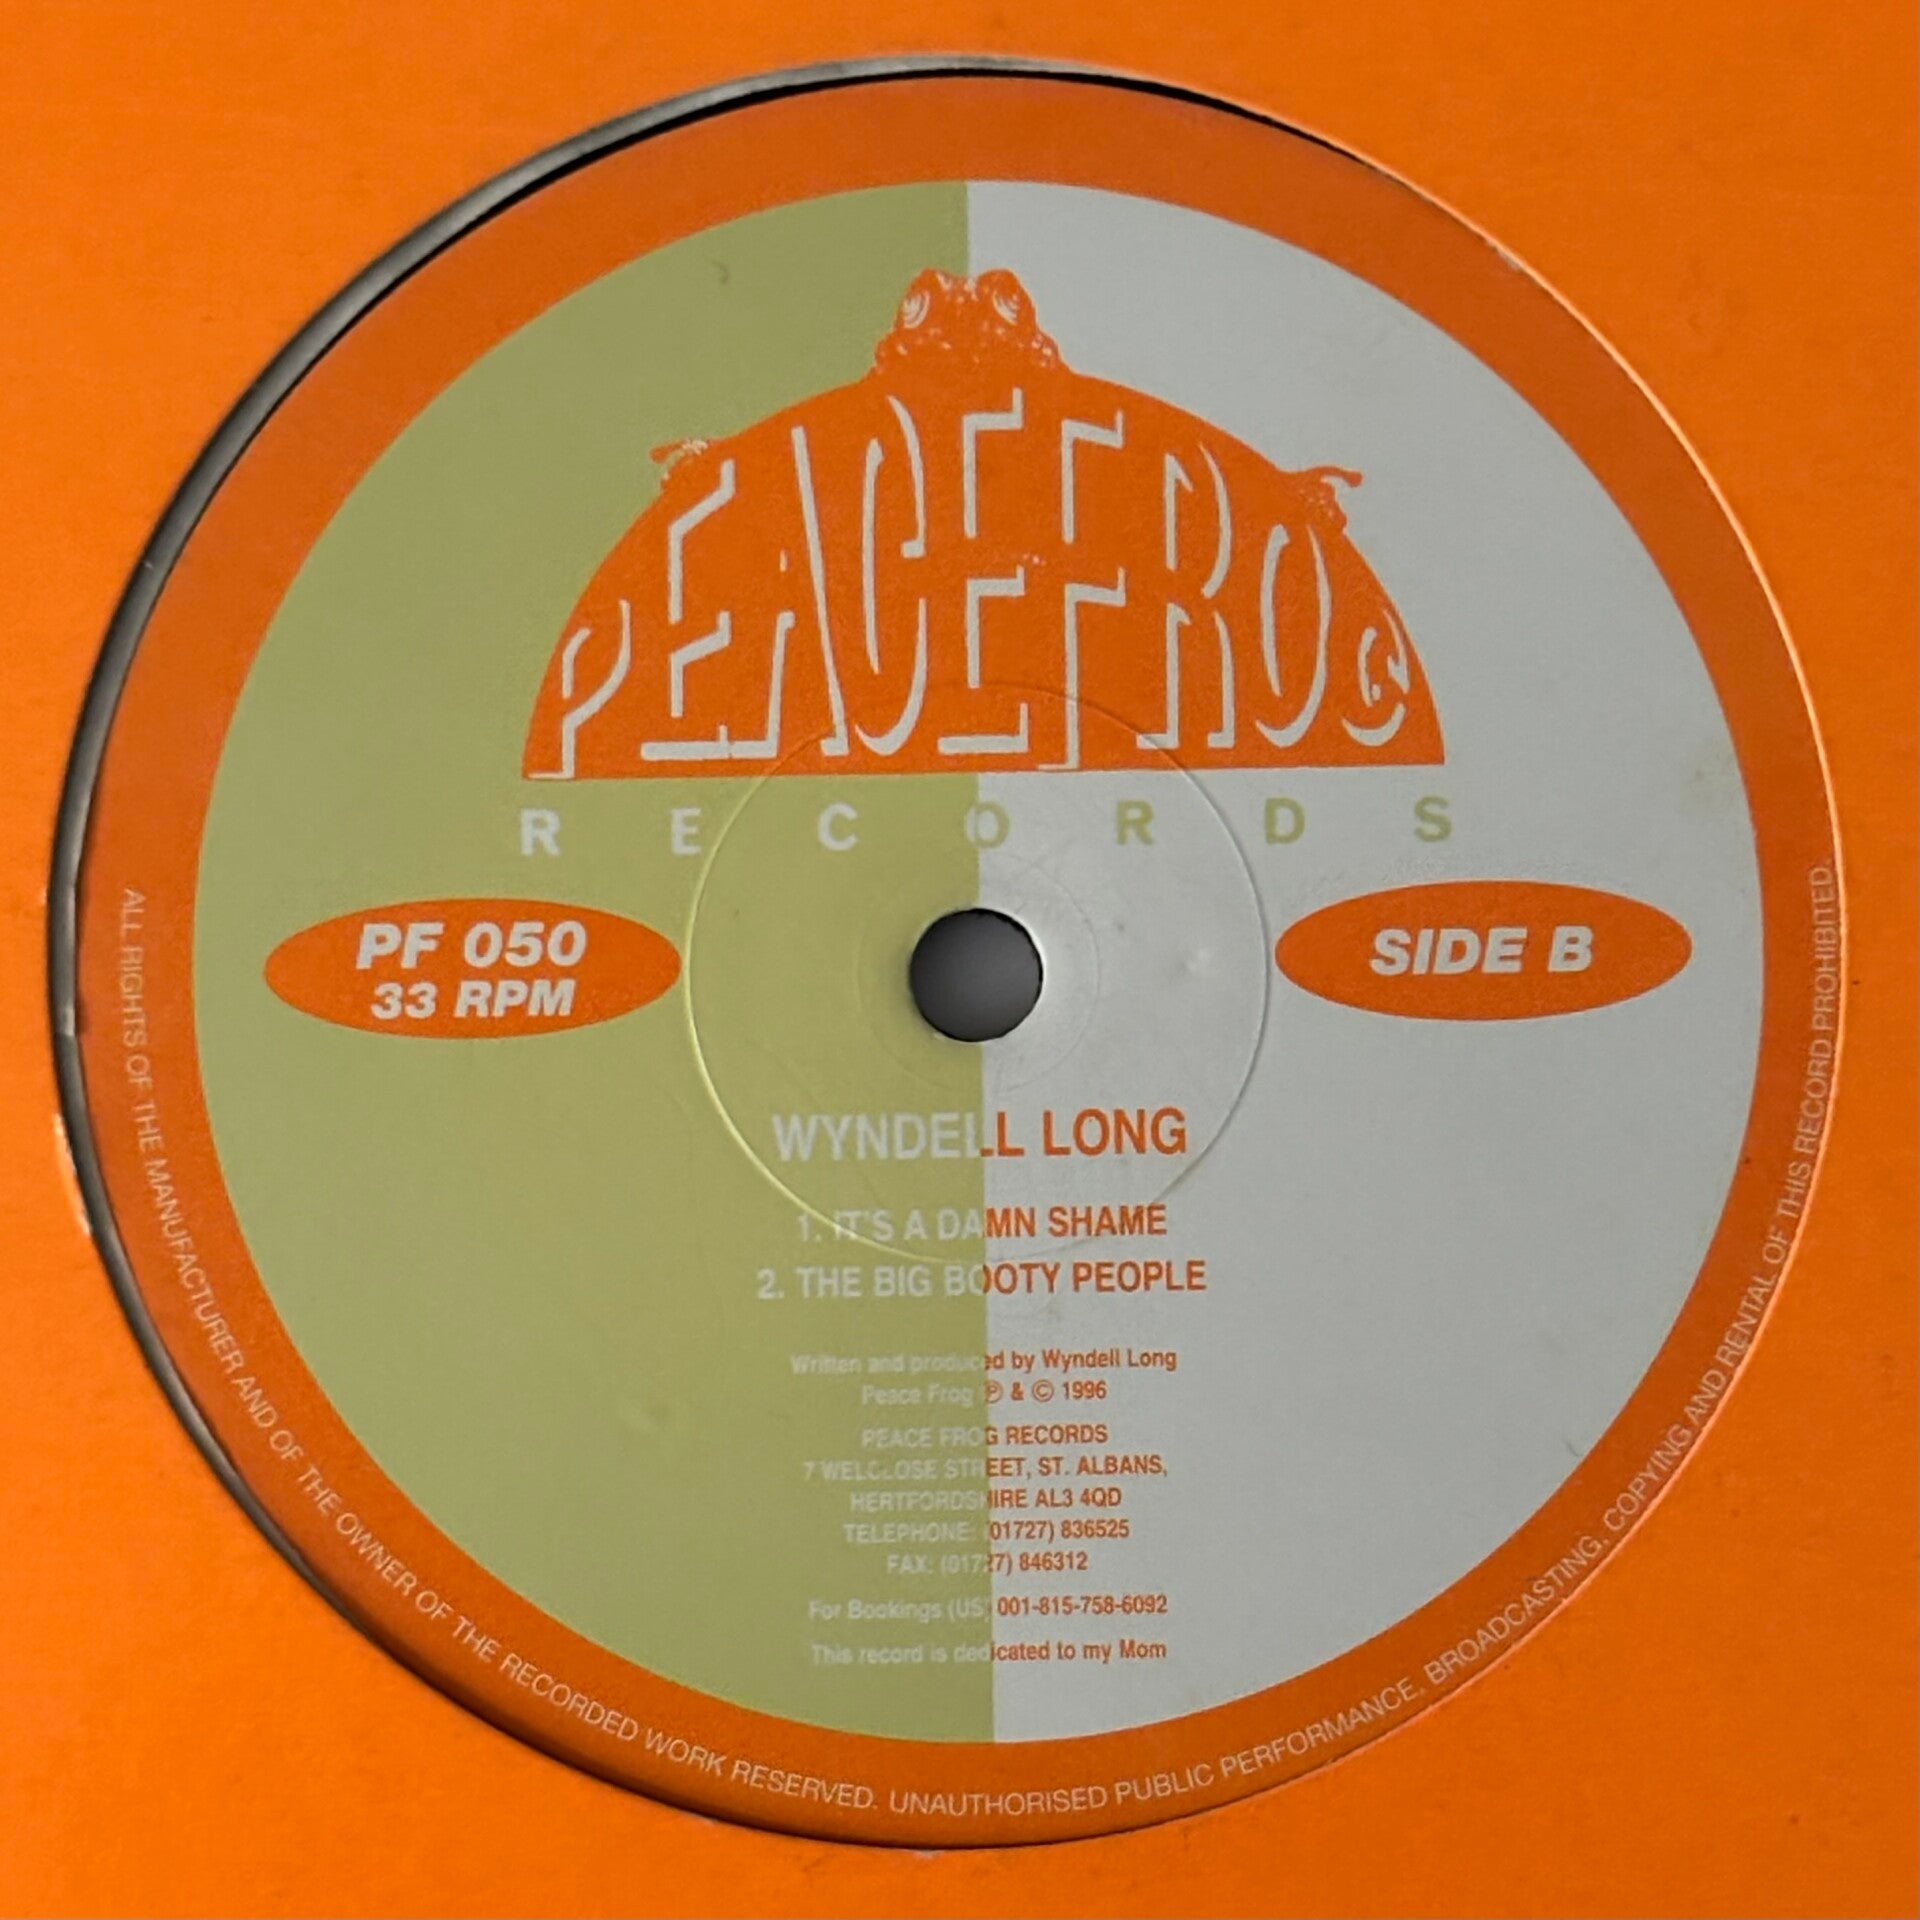 PEACEFROG
RECORDS
PF 050
33 RPM
SIDE B
WYNDELL LONG
1. IT'S A DAMN SHAME
2. THE BIG BOOTY PEOPLE
Written and produced by Wyndell Long
Peace Frog ℗ & © 1996
PEACE FROG RECORDS
7 WELCLOSE STREET, ST. ALBANS,
HERTFORDSHIRE AL3 4QD
TELEPHONE: (01727) 836525
FAX: (01727) 846312
For Bookings (US) 001-815-758-6092
This record is dedicated to my Mom
ALL RIGHTS OF THE MANUFACTURER AND OF THE OWNER OF THE RECORDED WORK RESERVED. UNAUTHORISED PUBLIC PERFORMANCE, BROADCASTING, COPYING AND RENTAL OF THIS RECORD PROHIBITED.